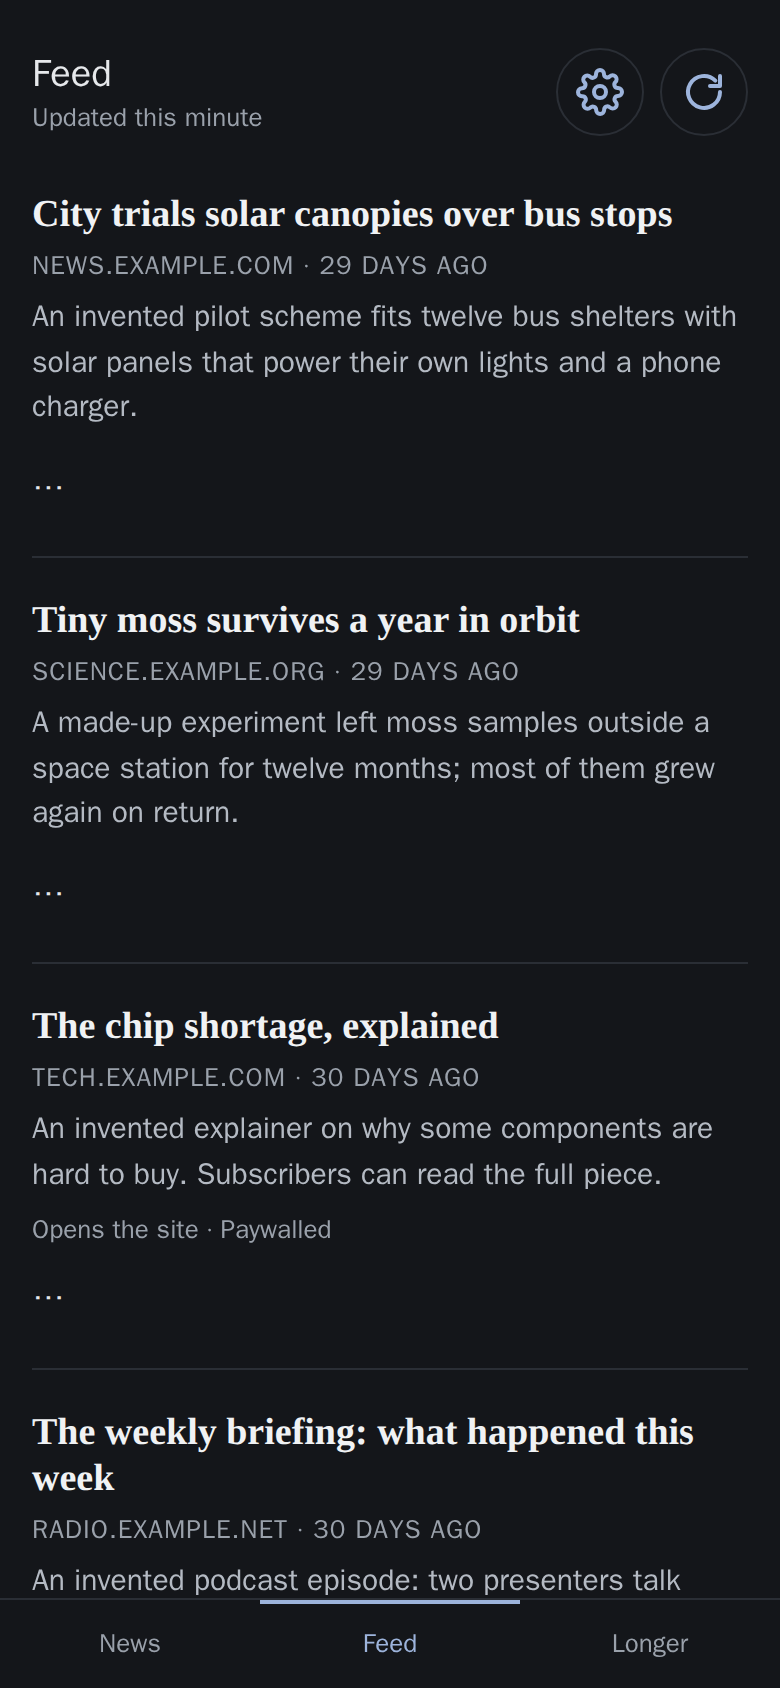 Feed
Updated this minute
City trials solar canopies over bus stops
NEWS.EXAMPLE.COM · 29 DAYS AGO
An invented pilot scheme fits twelve bus shelters with
solar panels that power their own lights and a phone
charger.
...
Tiny moss survives a year in orbit
SCIENCE.EXAMPLE.ORG · 29 DAYS AGO
A made-up experiment left moss samples outside a
space station for twelve months; most of them grew
again on return.
...
The chip shortage, explained
TECH.EXAMPLE.COM · 30 DAYS AGO
An invented explainer on why some components are
hard to buy. Subscribers can read the full piece.
Opens the site · Paywalled
...
The weekly briefing: what happened this
week
RADIO.EXAMPLE.NET · 30 DAYS AGO
An invented podcast episode: two presenters talk
News
Feed
Longer